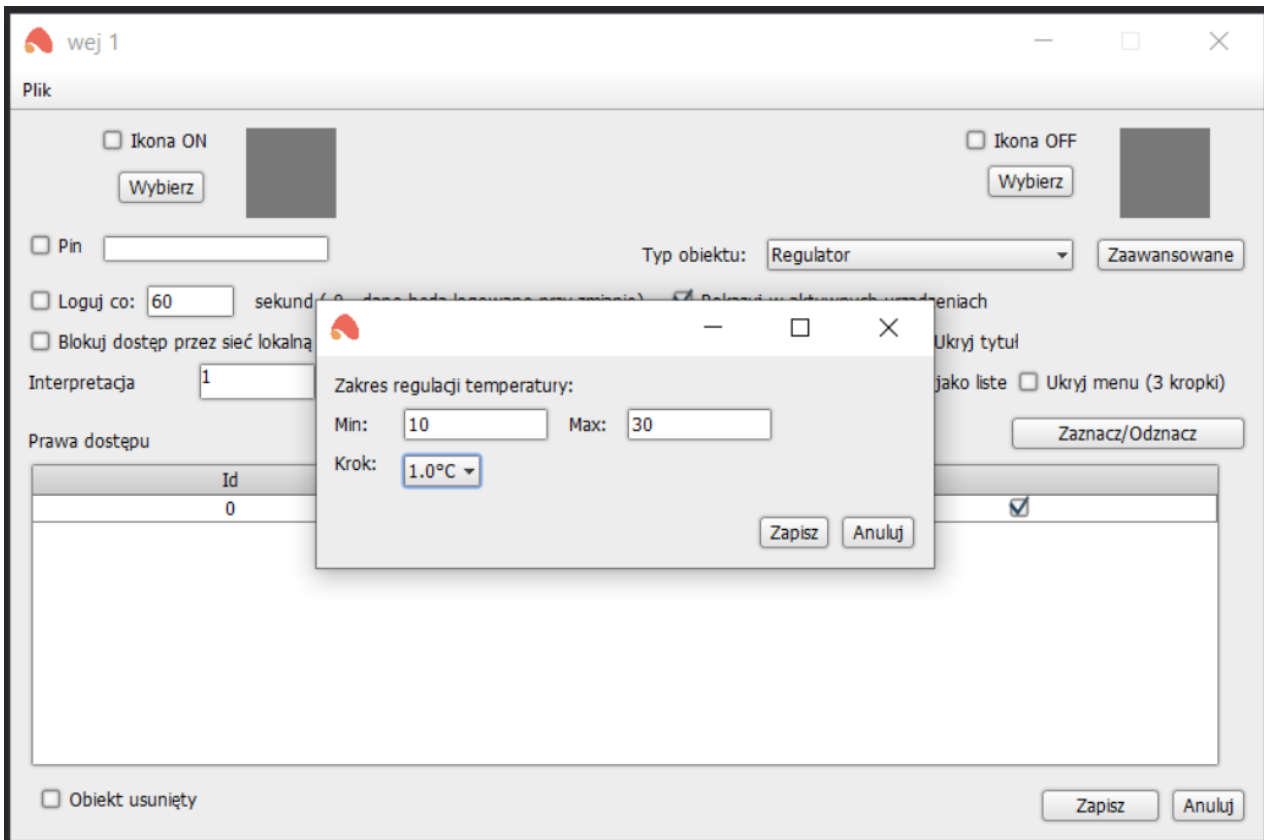 wej 1
Plik
Ikona ON
Ikona OFF
Wybierz
Wybierz
Pin
Typ obiektu: Regulator Zaawansowane
Loguj co: 60 sekund
Blokuj dostęp przez sieć lokalną
Ukryj tytuł
Interpretacja 1
jako liste Ukryj menu (3 kropki)
Zakres regulacji temperatury:
Min: 10 Max: 30
Krok: 1.0°C
Zapisz Anuluj
Prawa dostępu
Zaznacz/Odznacz
Id
0
Obiekt usunięty
Zapisz Anuluj